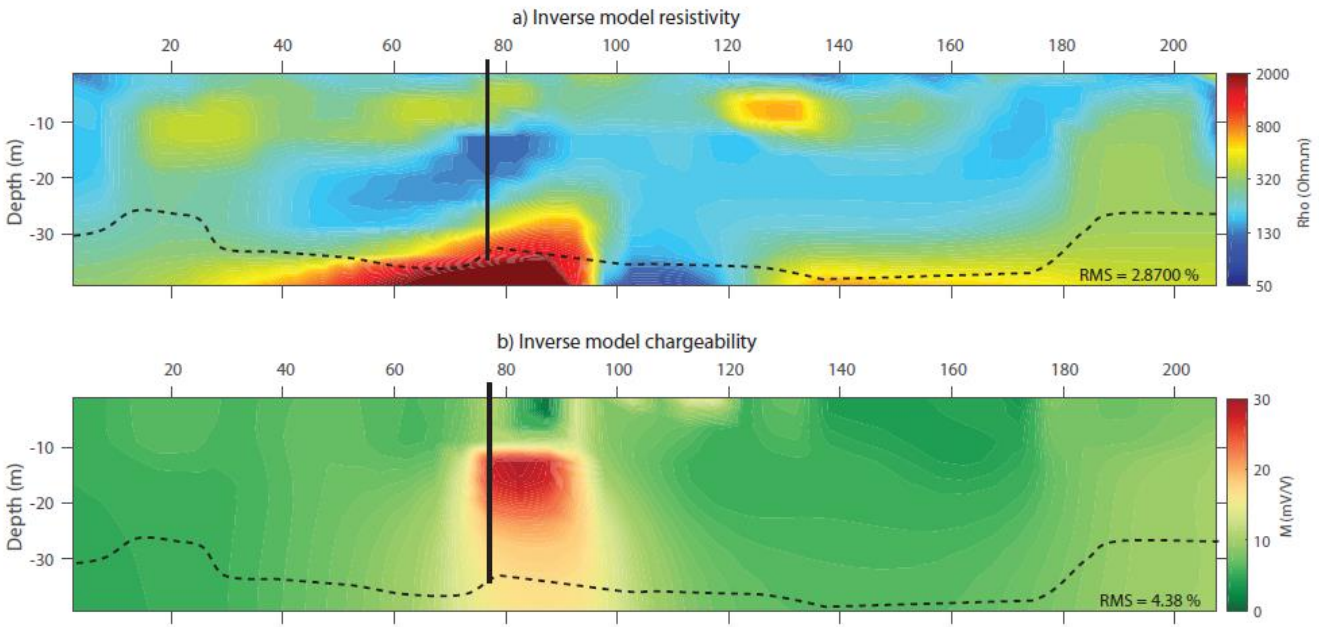 a) Inverse model resistivity
20 40 60 80 100 120 140 160 180 200
Depth (m)
-10
-20
-30
RMS = 2.8700 %
2000
800
320
130
50
Rho (Ohmm)
b) Inverse model chargeability
20 40 60 80 100 120 140 160 180 200
Depth (m)
-10
-20
-30
RMS = 4.38 %
30
20
10
0
M (mV/V)